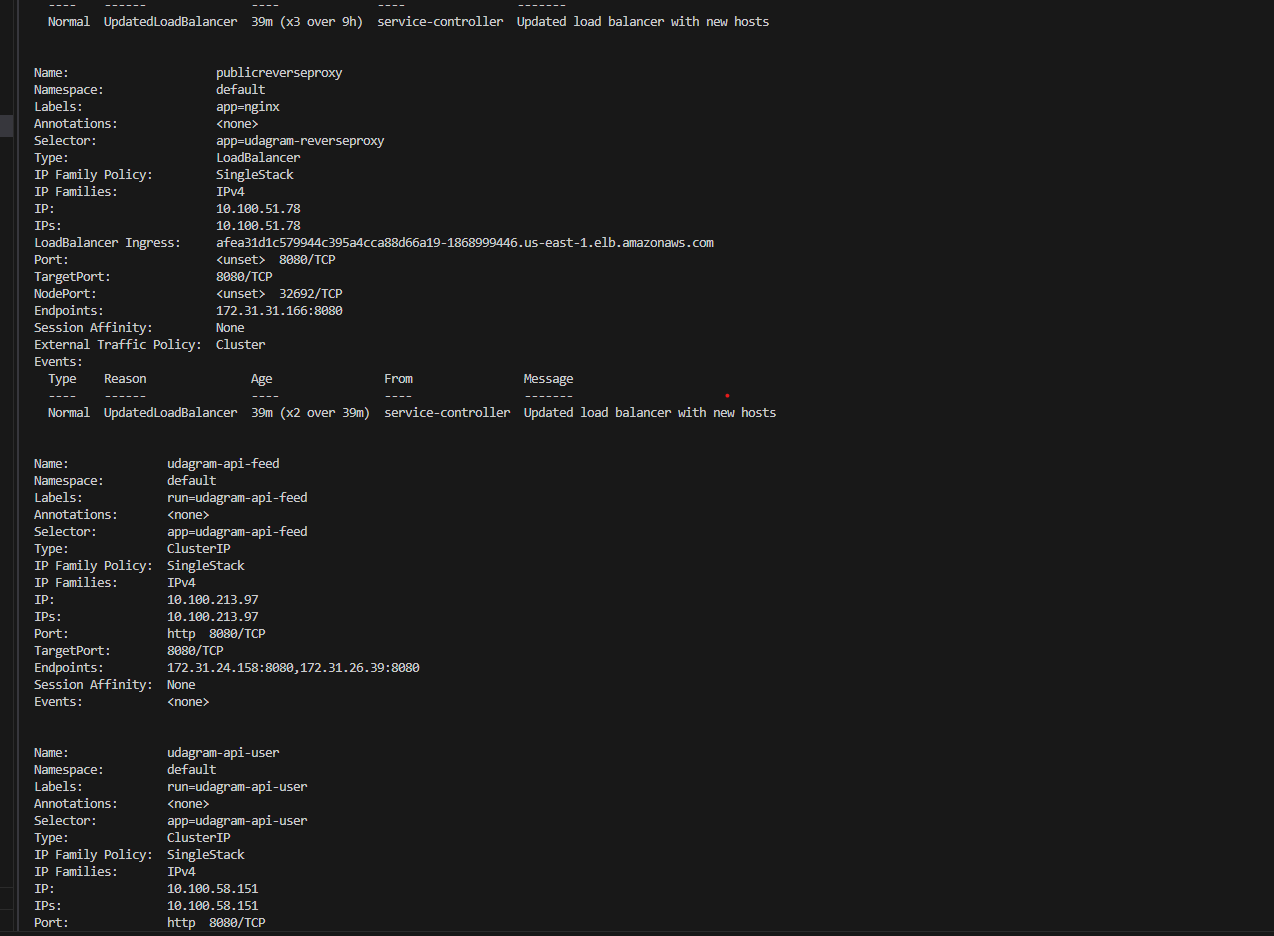 ----    ------               ----               ----                -------
  Normal  UpdatedLoadBalancer  39m (x3 over 9h)  service-controller  Updated load balancer with new hosts
Name:                     publicreverseproxy
Namespace:                default
Labels:                   app=nginx
Annotations:              <none>
Selector:                 app=udagram-reverseproxy
Type:                     LoadBalancer
IP Family Policy:         SingleStack
IP Families:              IPv4
IP:                       10.100.51.78
IPs:                      10.100.51.78
LoadBalancer Ingress:     afea31d1c579944c395a4cca88d66a19-1868999446.us-east-1.elb.amazonaws.com
Port:                     <unset>  8080/TCP
TargetPort:               8080/TCP
NodePort:                 <unset>  32692/TCP
Endpoints:                172.31.31.166:8080
Session Affinity:         None
External Traffic Policy:  Cluster
Events:
  Type    Reason               Age                From                Message
  ----    ------               ----               ----                -------
  Normal  UpdatedLoadBalancer  39m (x2 over 39m)  service-controller  Updated load balancer with new hosts
Name:              udagram-api-feed
Namespace:         default
Labels:            run=udagram-api-feed
Annotations:       <none>
Selector:          app=udagram-api-feed
Type:              ClusterIP
IP Family Policy:  SingleStack
IP Families:       IPv4
IP:                10.100.213.97
IPs:               10.100.213.97
Port:              http  8080/TCP
TargetPort:        8080/TCP
Endpoints:         172.31.24.158:8080,172.31.26.39:8080
Session Affinity:  None
Events:            <none>
Name:              udagram-api-user
Namespace:         default
Labels:            run=udagram-api-user
Annotations:       <none>
Selector:          app=udagram-api-user
Type:              ClusterIP
IP Family Policy:  SingleStack
IP Families:       IPv4
IP:                10.100.58.151
IPs:               10.100.58.151
Port:              http  8080/TCP